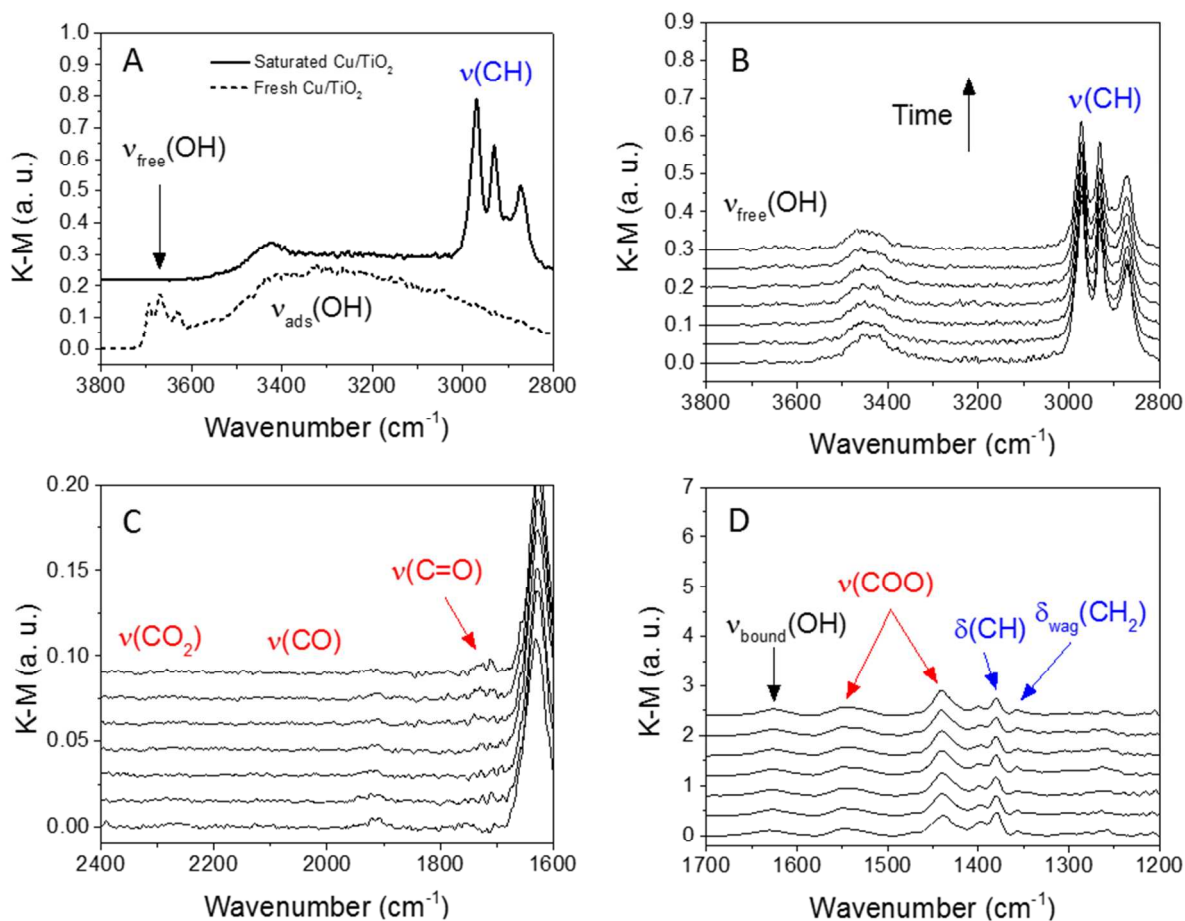 A
Saturated Cu/TiO₂
Fresh Cu/TiO₂
ν(CH)
ν_free(OH)
ν_ads(OH)
K-M (a. u.)
1.0
0.9
0.8
0.7
0.6
0.5
0.4
0.3
0.2
0.1
0.0
3800 3600 3400 3200 3000 2800
Wavenumber (cm⁻¹)
B
Time
ν(CH)
ν_free(OH)
K-M (a. u.)
0.9
0.8
0.7
0.6
0.5
0.4
0.3
0.2
0.1
0.0
3800 3600 3400 3200 3000 2800
Wavenumber (cm⁻¹)
C
ν(C=O)
ν(CO₂)
ν(CO)
K-M (a. u.)
0.20
0.15
0.10
0.05
0.00
2400 2200 2000 1800 1600
Wavenumber (cm⁻¹)
D
ν(COO)
ν_bound(OH)
δ(CH)
δ_wag(CH₂)
K-M (a. u.)
7
6
5
4
3
2
1
0
1700 1600 1500 1400 1300 1200
Wavenumber (cm⁻¹)